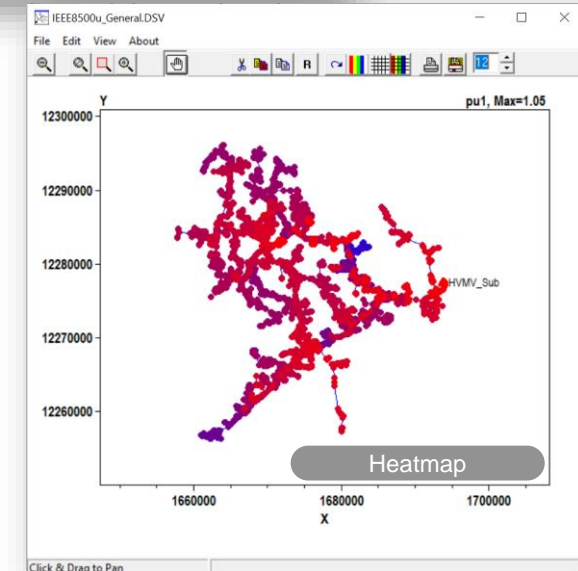 IEEE8500u_General.DSV
File Edit View About
R 12
Y pu1, Max=1.05
12300000
12290000
12280000
HVMV_Sub
12270000
12260000
Heatmap
1660000 1680000 1700000
X
Click & Drag to Pan